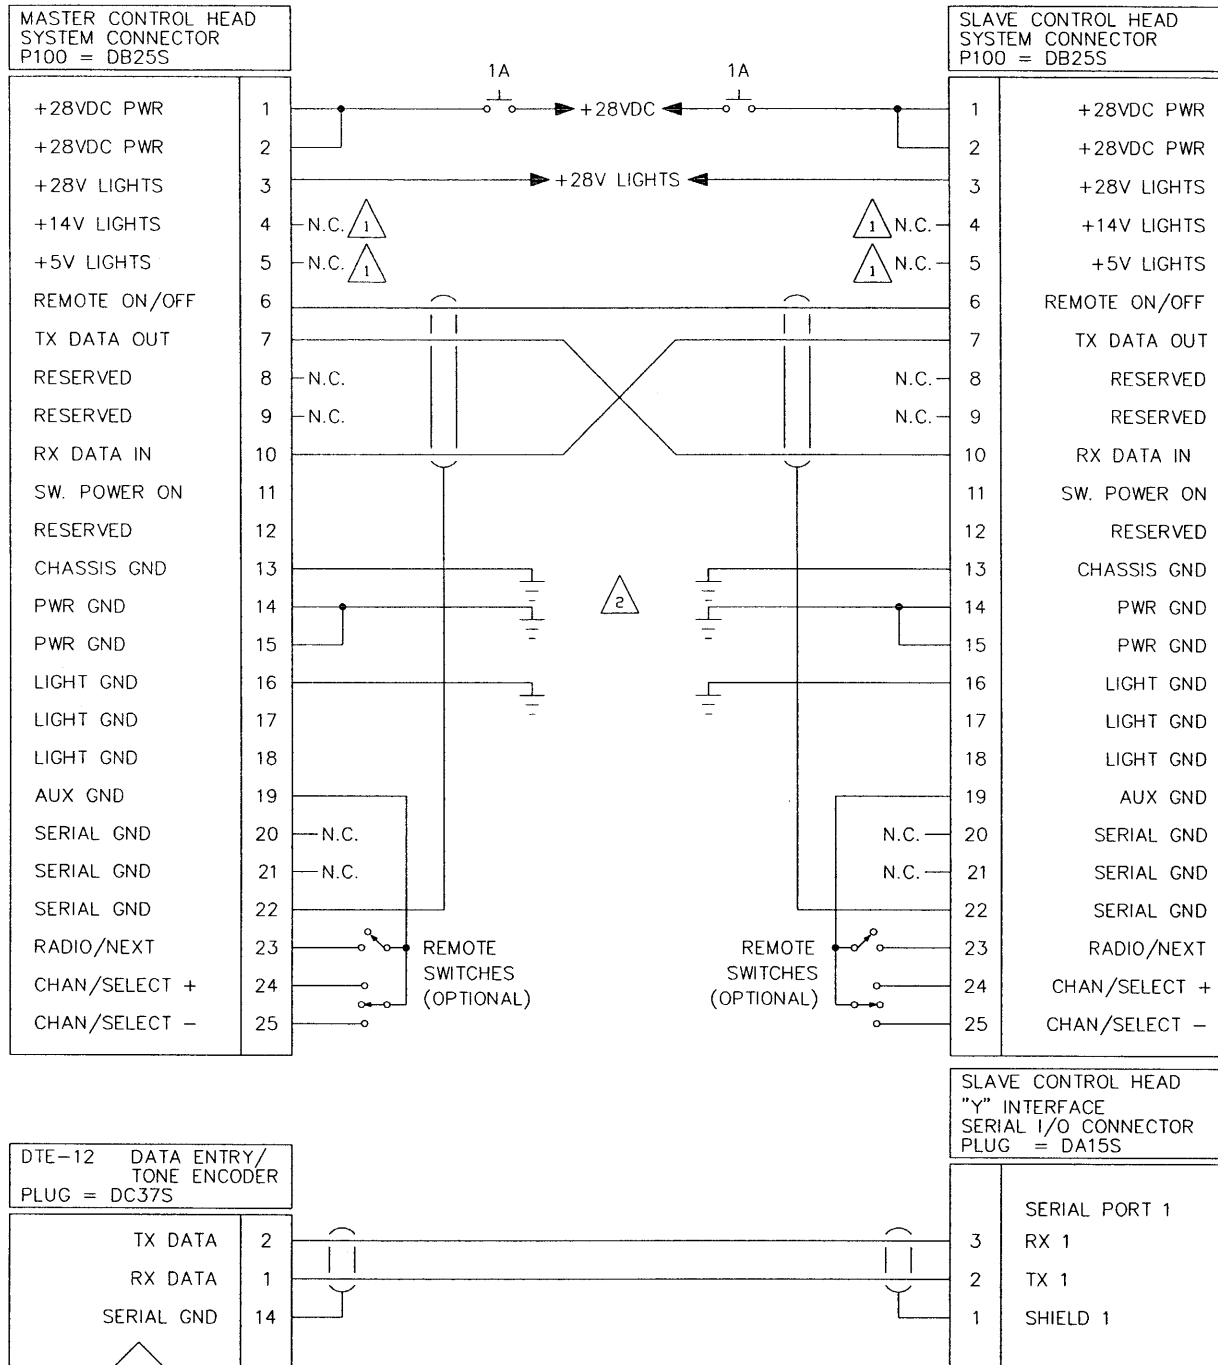 MASTER CONTROL HEAD
SYSTEM CONNECTOR
P100 = DB25S
SLAVE CONTROL HEAD
SYSTEM CONNECTOR
P100 = DB25S
1A 1A
+28VDC PWR 1 +28VDC 1 +28VDC PWR
+28VDC PWR 2 2 +28VDC PWR
+28V LIGHTS 3 +28V LIGHTS 3 +28V LIGHTS
+14V LIGHTS 4 N.C. 1 1 N.C. 4 +14V LIGHTS
+5V LIGHTS 5 N.C. 1 1 N.C. 5 +5V LIGHTS
REMOTE ON/OFF 6 6 REMOTE ON/OFF
TX DATA OUT 7 7 TX DATA OUT
RESERVED 8 N.C. N.C. 8 RESERVED
RESERVED 9 N.C. N.C. 9 RESERVED
RX DATA IN 10 10 RX DATA IN
SW. POWER ON 11 11 SW. POWER ON
RESERVED 12 12 RESERVED
CHASSIS GND 13 13 CHASSIS GND
PWR GND 14 2 14 PWR GND
PWR GND 15 15 PWR GND
LIGHT GND 16 16 LIGHT GND
LIGHT GND 17 17 LIGHT GND
LIGHT GND 18 18 LIGHT GND
AUX GND 19 19 AUX GND
SERIAL GND 20 N.C. N.C. 20 SERIAL GND
SERIAL GND 21 N.C. N.C. 21 SERIAL GND
SERIAL GND 22 22 SERIAL GND
RADIO/NEXT 23 REMOTE REMOTE 23 RADIO/NEXT
SWITCHES SWITCHES
CHAN/SELECT + 24 (OPTIONAL) (OPTIONAL) 24 CHAN/SELECT +
CHAN/SELECT − 25 25 CHAN/SELECT −
SLAVE CONTROL HEAD
"Y" INTERFACE
SERIAL I/O CONNECTOR
PLUG = DA15S
DTE−12 DATA ENTRY/
TONE ENCODER
PLUG = DC37S
SERIAL PORT 1
TX DATA 2 3 RX 1
RX DATA 1 2 TX 1
SERIAL GND 14 1 SHIELD 1